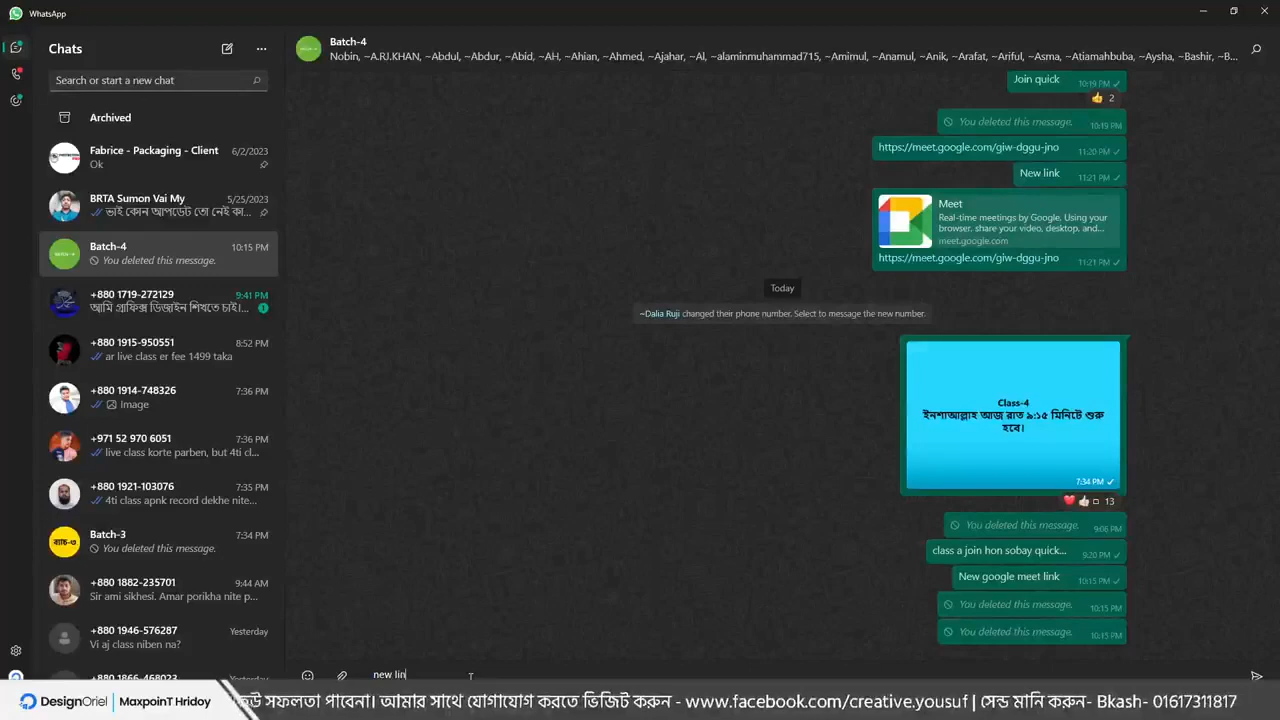 WhatsApp
Chats
Search or start a new chat
Archived
Fabrice - Packaging - Client
6/2/2023
Ok
BRTA Sumon Vai My
5/25/2023
ভাই কোন আপডেট তো নেই কা...
Batch-4
10:15 PM
You deleted this message.
+880 1719-272129
9:41 PM
আমি গ্রাফিক্স ডিজাইন শিখতে চাই।...
1
+880 1915-950551
8:52 PM
ar live class er fee 1499 taka
+880 1914-748326
7:36 PM
Image
+971 52 970 6051
7:36 PM
live class korte parben, but 4ti cl...
+880 1921-103076
7:35 PM
4ti class apnk record dekhe nite...
Batch-3
7:34 PM
ব্যাচ-৩
You deleted this message.
+880 1882-235701
9:44 AM
Sir ami sikhesi. Amar porikha nite p...
+880 1946-576287
Yesterday
Vi aj class niben na?
+880 1866-468023
Yesterday
Batch-4
Nobin, ~A.RJ.KHAN, ~Abdul, ~Abdur, ~Abid, ~AH, ~Ahian, ~Ahmed, ~Ajahar, ~Al, ~alaminmuhammad715, ~Amimul, ~Anamul, ~Anik, ~Arafat, ~Ariful, ~Asma, ~Atiamahbuba, ~Aysha, ~Bashir, ~B...
Join quick
10:19 PM
2
You deleted this message.
10:19 PM
https://meet.google.com/giw-dggu-jno
11:20 PM
New link
11:21 PM
Meet
Real-time meetings by Google. Using your
browser, share your video, desktop, and...
meet.google.com
https://meet.google.com/giw-dggu-jno
11:21 PM
Today
~Dalia Ruji changed their phone number. Select to message the new number.
Class-4
ইনশাআল্লাহ আজ রাত ৯:১৫ মিনিটে শুরু
হবে।
7:34 PM
13
You deleted this message.
9:06 PM
class a join hon sobay quick...
9:20 PM
New google meet link
10:15 PM
You deleted this message.
10:15 PM
You deleted this message.
10:15 PM
new lin
DesignOriel | MaxpoinT Hridoy
সফলতা পাবেনা। আমার সাথে যোগাযোগ করতে ভিজিট করুন - www.facebook.com/creative.yousuf | সেন্ড মানি করুন- Bkash- 01617311817